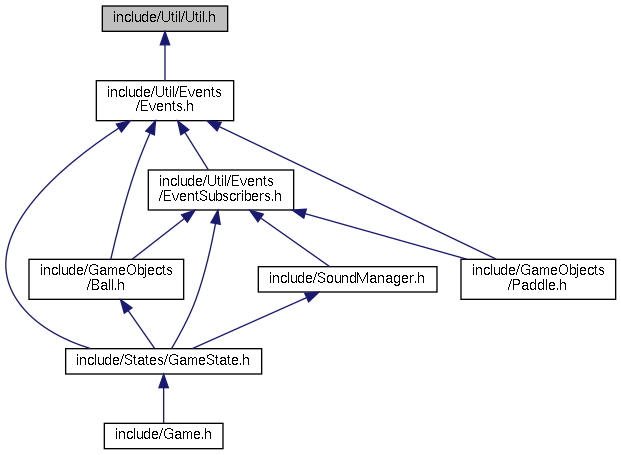 include/Util/Util.h
include/Util/Events
/Events.h
include/Util/Events
/EventSubscribers.h
include/GameObjects
/Ball.h
include/SoundManager.h
include/GameObjects
/Paddle.h
include/States/GameState.h
include/Game.h